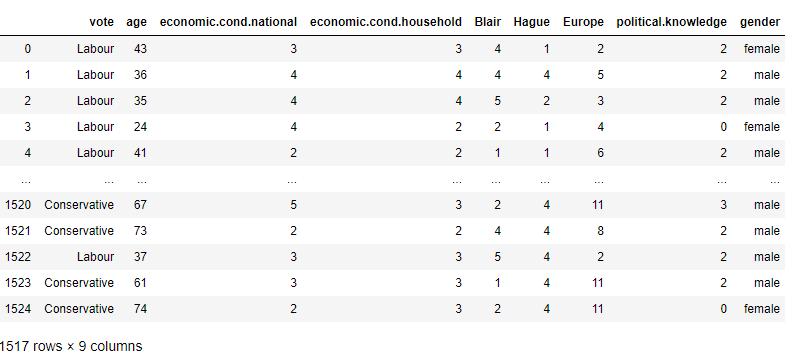 vote age economic.cond.national economic.cond.household Blair Hague Europe political.knowledge gender
0 Labour 43 3 3 4 1 2 2 female
1 Labour 36 4 4 4 4 5 2 male
2 Labour 35 4 4 5 2 3 2 male
3 Labour 24 4 2 2 1 4 0 female
4 Labour 41 2 2 1 1 6 2 male
... ... ... ... ... ... ... ... ... ...
1520 Conservative 67 5 3 2 4 11 3 male
1521 Conservative 73 2 2 4 4 8 2 male
1522 Labour 37 3 3 5 4 2 2 male
1523 Conservative 61 3 3 1 4 11 2 male
1524 Conservative 74 2 3 2 4 11 0 female
1517 rows × 9 columns